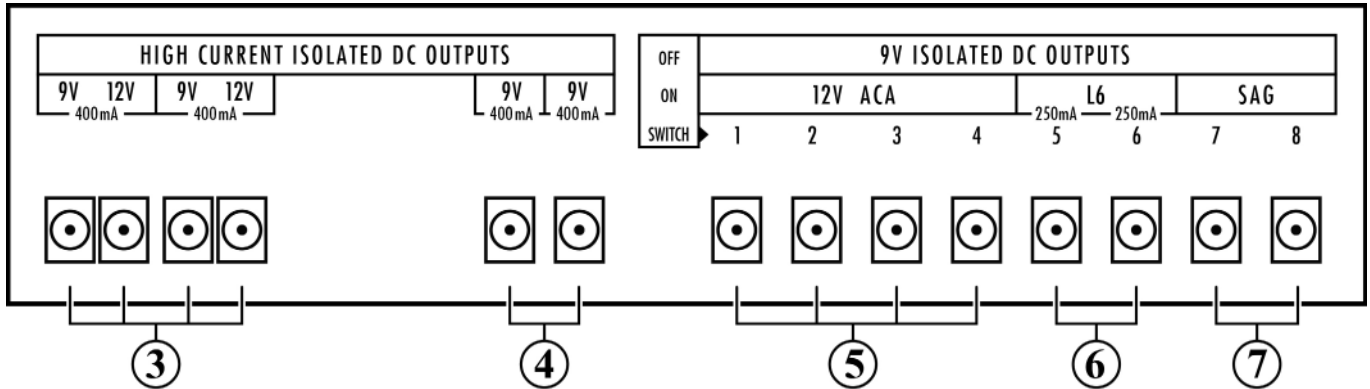 HIGH CURRENT ISOLATED DC OUTPUTS
9V 12V 9V 12V 9V 9V
400mA 400mA 400mA 400mA
OFF 9V ISOLATED DC OUTPUTS
ON 12V ACA L6 SAG
250mA 250mA
SWITCH 1 2 3 4 5 6 7 8
3 4 5 6 7